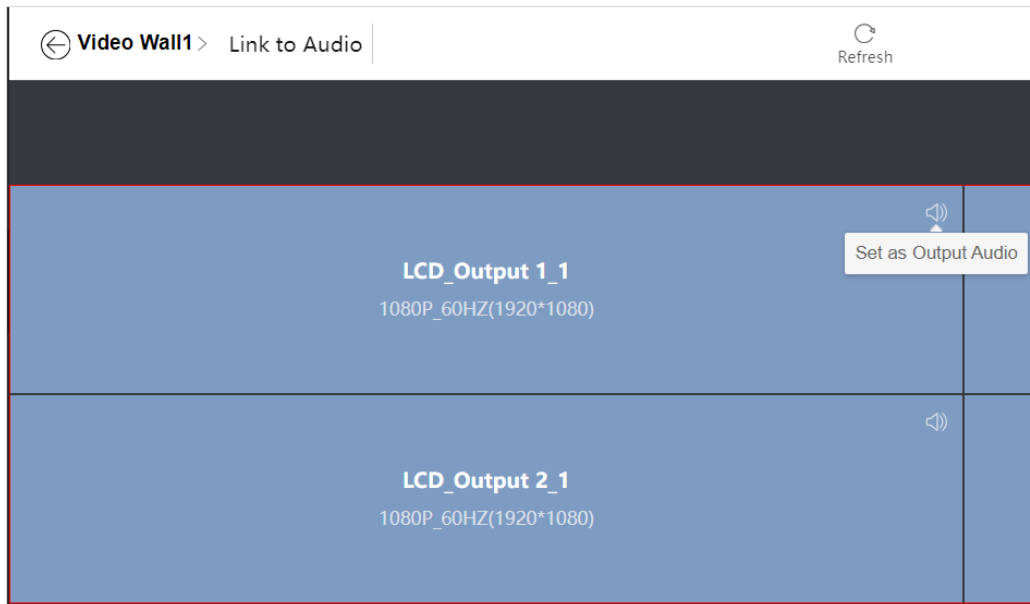 Video Wall1 > Link to Audio
Refresh
Set as Output Audio
LCD_Output 1_1
1080P_60HZ(1920*1080)
LCD_Output 2_1
1080P_60HZ(1920*1080)